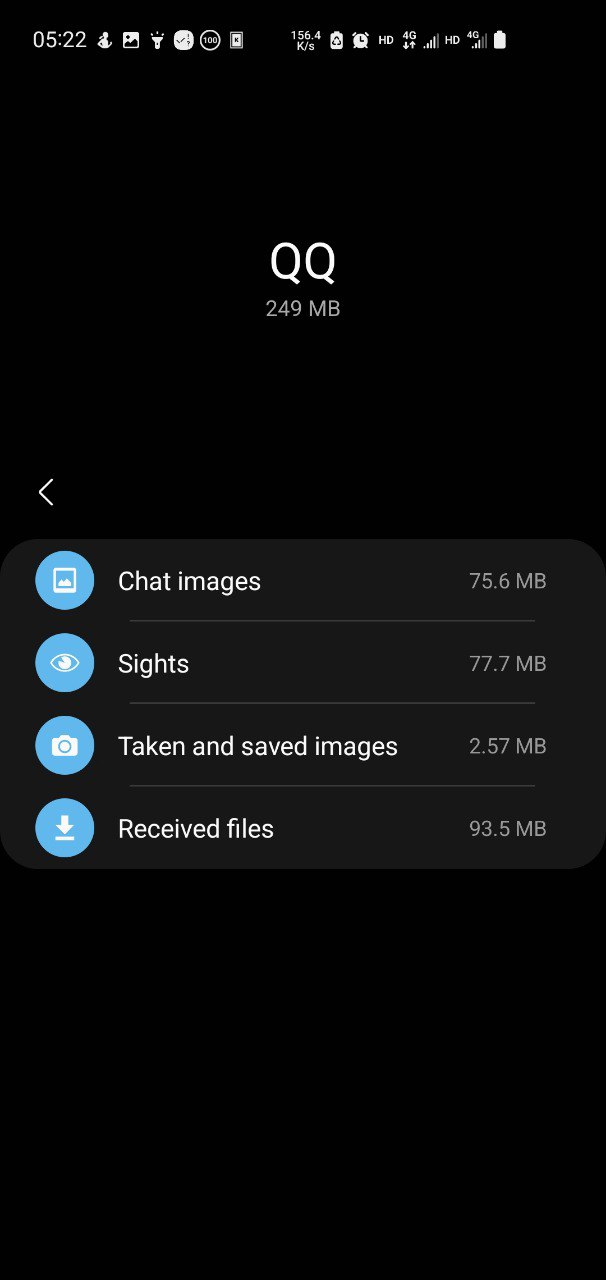 05:22 100 K 156.4 K/s HD 4G HD 4G
QQ
249 MB
Chat images 75.6 MB
Sights 77.7 MB
Taken and saved images 2.57 MB
Received files 93.5 MB